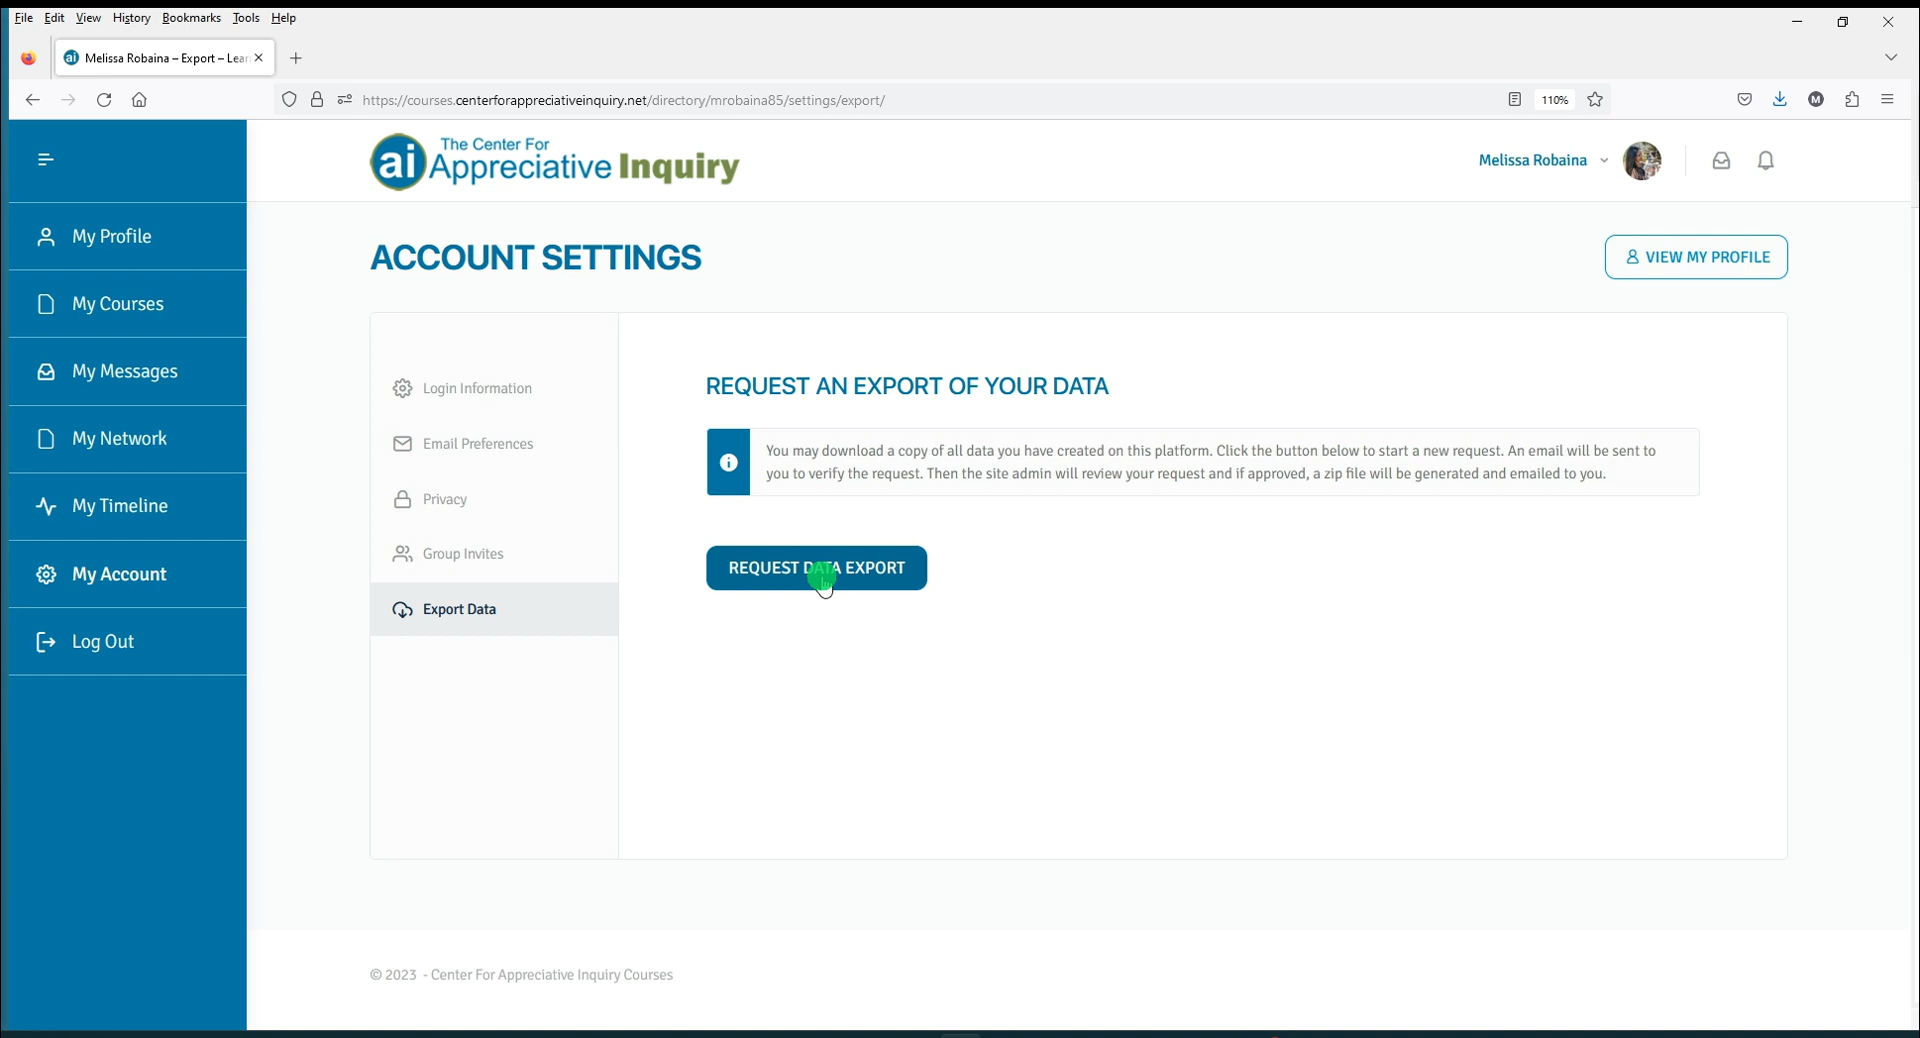 File Edit View History Bookmarks Tools Help
ai Melissa Robaina – Export – Lear
https://courses.centerforappreciativeinquiry.net/directory/mrobaina85/settings/export/
110%
M
ai The Center For
Appreciative Inquiry
Melissa Robaina
My Profile
My Courses
My Messages
My Network
My Timeline
My Account
Log Out
ACCOUNT SETTINGS
VIEW MY PROFILE
Login Information
Email Preferences
Privacy
Group Invites
Export Data
REQUEST AN EXPORT OF YOUR DATA
You may download a copy of all data you have created on this platform. Click the button below to start a new request. An email will be sent to
you to verify the request. Then the site admin will review your request and if approved, a zip file will be generated and emailed to you.
REQUEST DATA EXPORT
© 2023 - Center For Appreciative Inquiry Courses